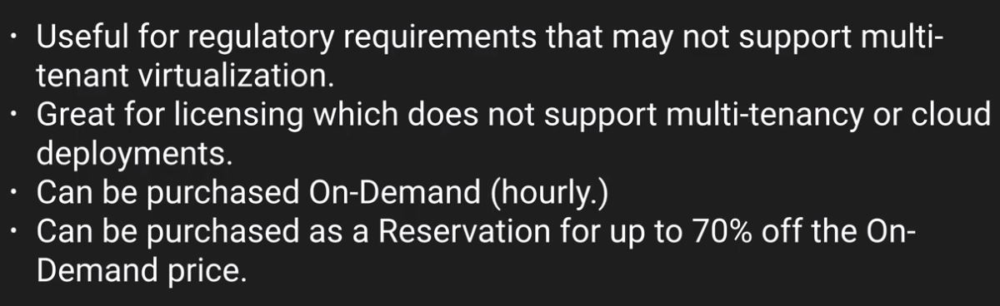 · Useful for regulatory requirements that may not support multi-
tenant virtualization.
· Great for licensing which does not support multi-tenancy or cloud
deployments.
· Can be purchased On-Demand (hourly.)
· Can be purchased as a Reservation for up to 70% off the On-
Demand price.